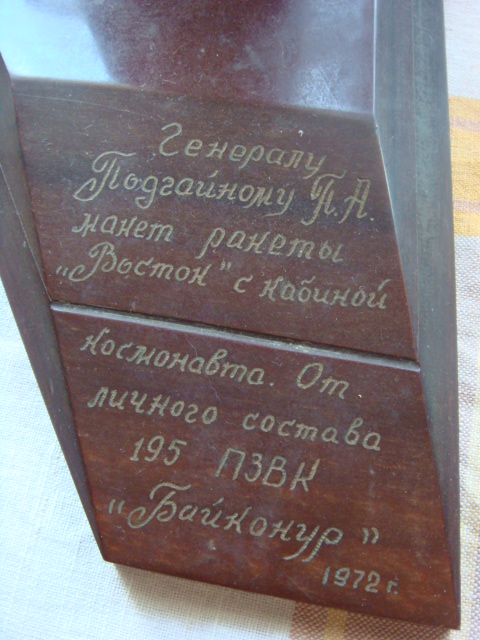 Генералу
Подгайному П.А.
макет ракеты
„Восток" с кабиной
космонавта. От
личного состава
195 ПЗВК
„Байконур"
1972 г.